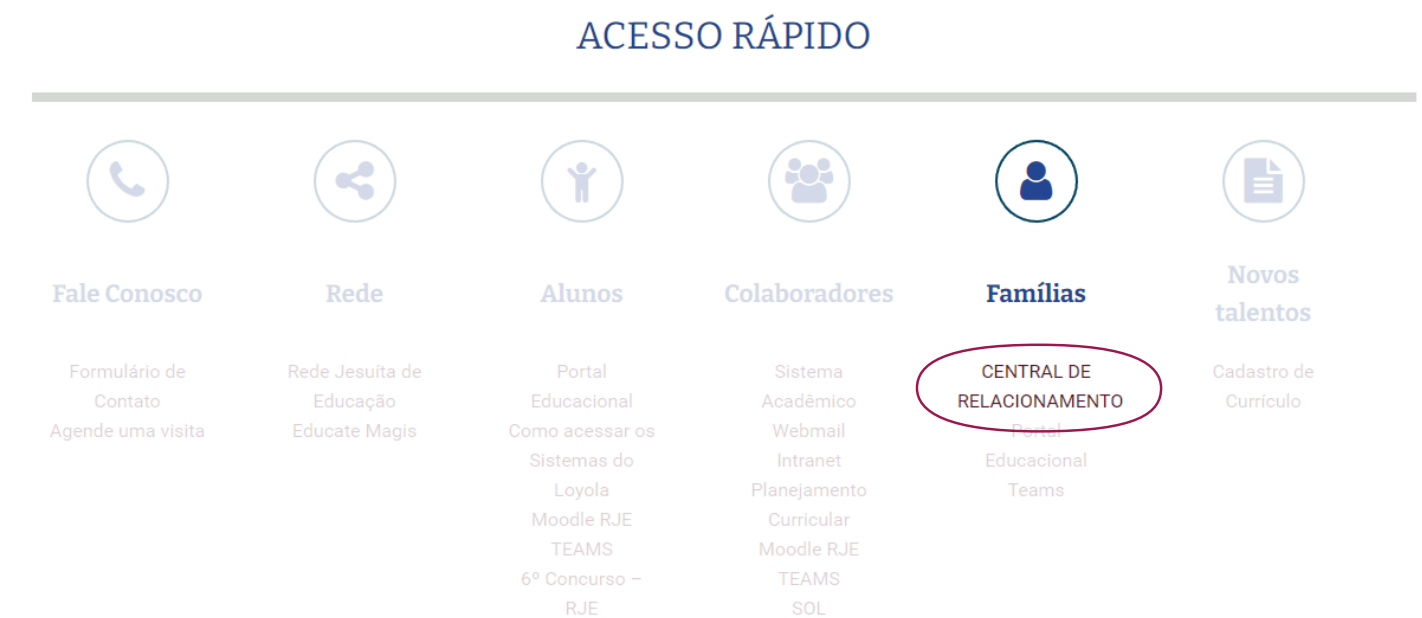 ACESSO RÁPIDO
Fale Conosco
Formulário de
Contato
Agende uma visita
Rede
Rede Jesuíta de
Educação
Educate Magis
Alunos
Portal
Educacional
Como acessar os
Sistemas do
Loyola
Moodle RJE
TEAMS
6º Concurso –
RJE
Colaboradores
Sistema
Acadêmico
Webmail
Intranet
Planejamento
Curricular
Moodle RJE
TEAMS
SOL
Famílias
CENTRAL DE
RELACIONAMENTO
Portal
Educacional
Teams
Novos
talentos
Cadastro de
Currículo